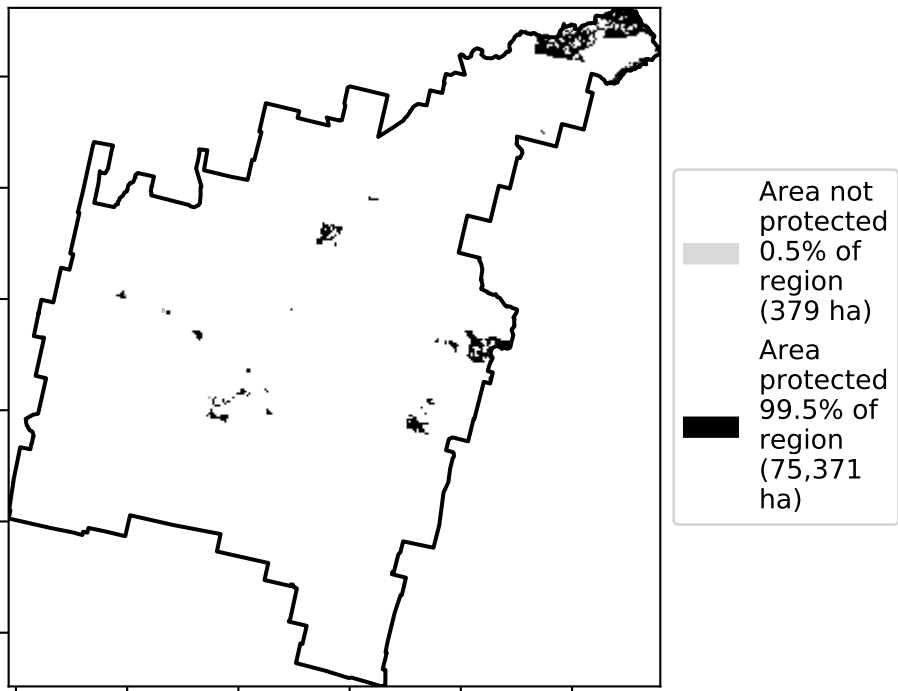 Area not
protected
0.5% of
region
(379 ha)
Area
protected
99.5% of
region
(75,371
ha)